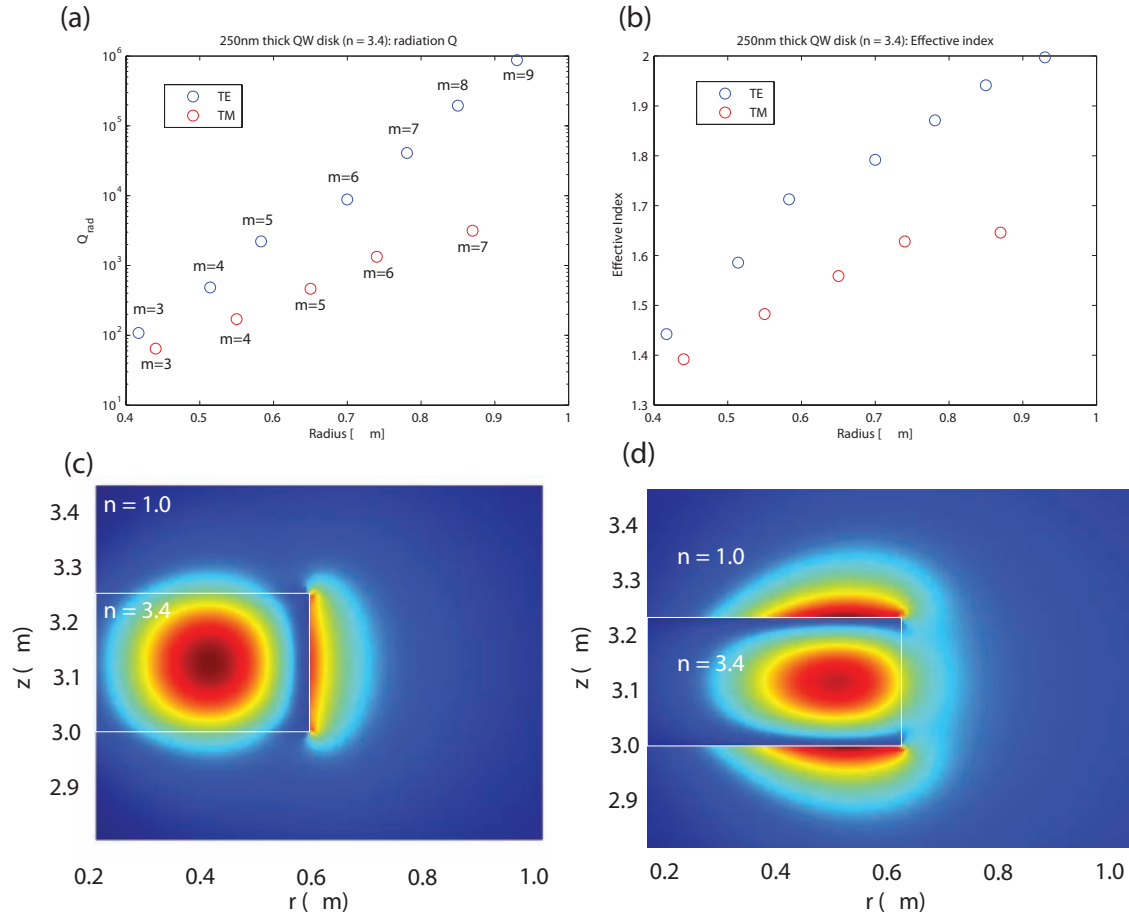 (a)
250nm thick QW disk (n = 3.4): radiation Q
10^6
10^5
10^4
10^3
10^2
10^1
Q_rad
TE
TM
m=3
m=4
m=5
m=6
m=7
m=8
m=9
m=3
m=4
m=5
m=6
m=7
0.4 0.5 0.6 0.7 0.8 0.9 1
Radius [ m]
(b)
250nm thick QW disk (n = 3.4): Effective index
2
1.9
1.8
1.7
1.6
1.5
1.4
1.3
Effective Index
TE
TM
0.4 0.5 0.6 0.7 0.8 0.9 1
Radius [ m]
(c)
n = 1.0
n = 3.4
3.4
3.3
3.2
3.1
3.0
2.9
z ( m)
0.2 0.4 0.6 0.8 1.0
r ( m)
(d)
n = 1.0
n = 3.4
3.4
3.3
3.2
3.1
3.0
2.9
z ( m)
0.2 0.4 0.6 0.8 1.0
r ( m)